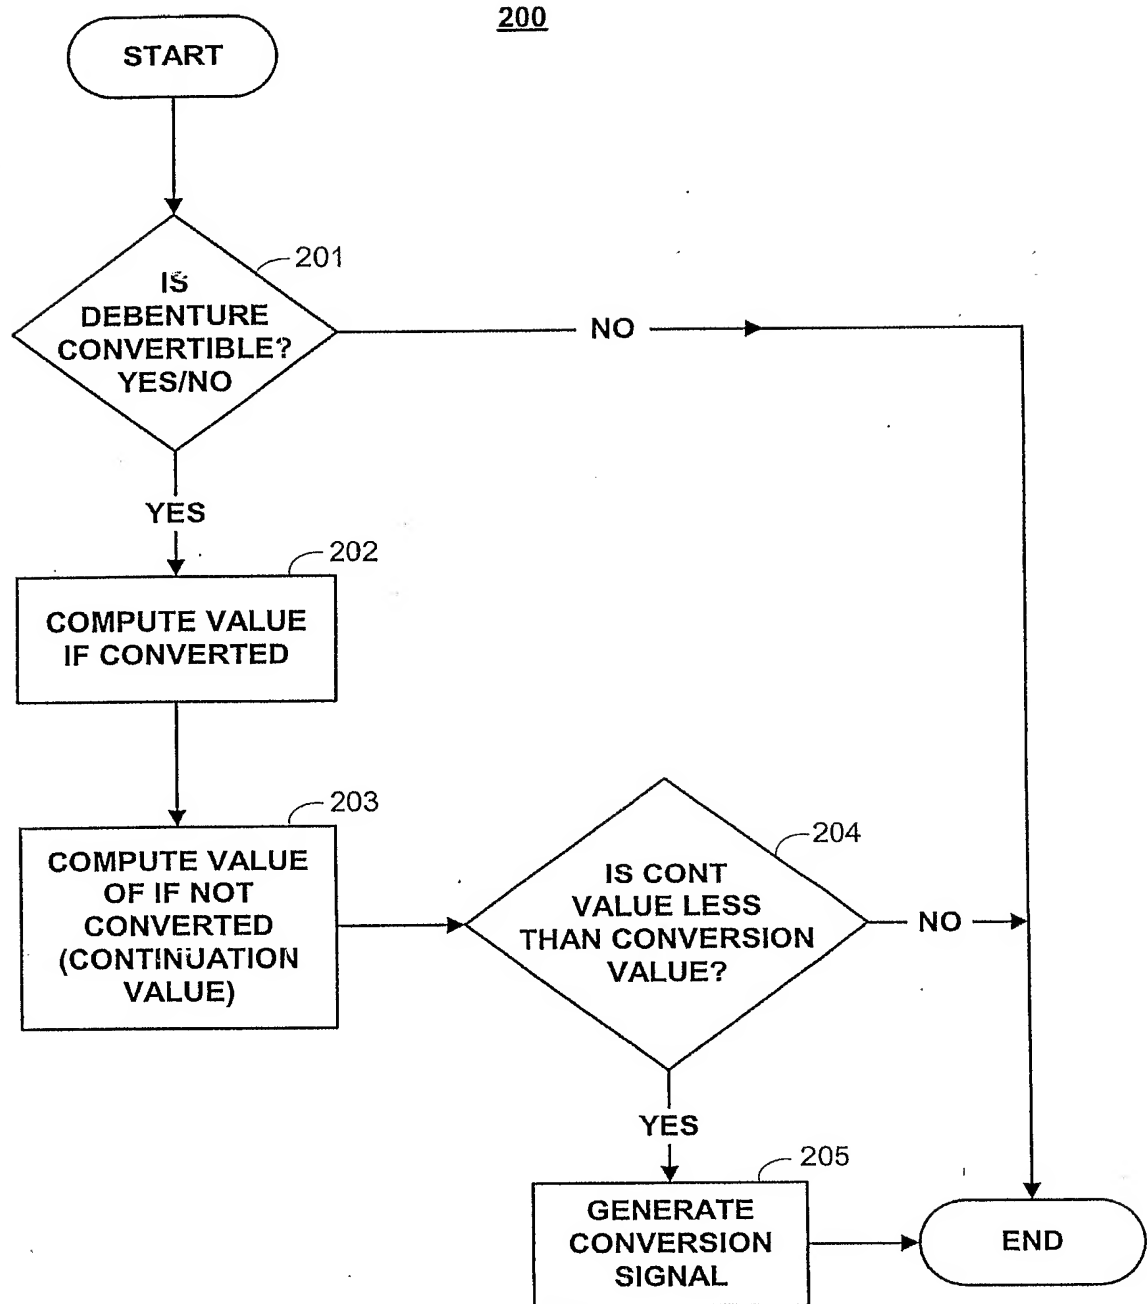 200
START
201
IS
DEBENTURE
CONVERTIBLE?
YES/NO
NO
YES
202
COMPUTE VALUE
IF CONVERTED
203
COMPUTE VALUE
OF IF NOT
CONVERTED
(CONTINUATION
VALUE)
204
IS CONT
VALUE LESS
THAN CONVERSION
VALUE?
NO
YES
205
GENERATE
CONVERSION
SIGNAL
END